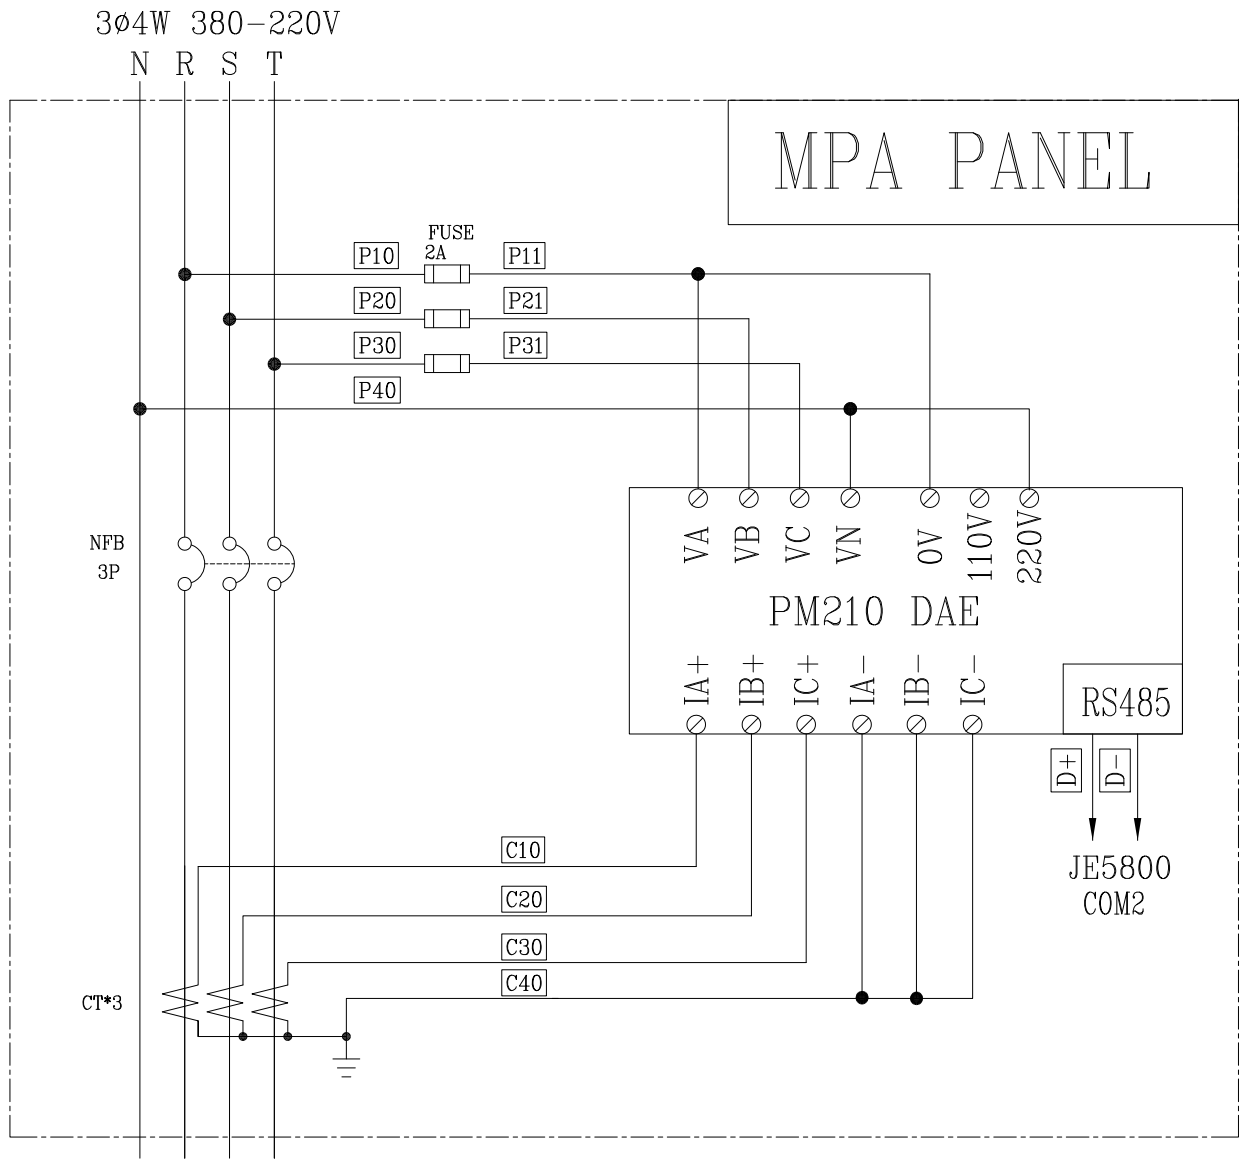 3ø4W 380-220V
N R S T
MPA PANEL
FUSE
2A
P10 P11
P20 P21
P30 P31
P40
NFB
3P
VA VB VC VN 0V 110V 220V
PM210 DAE
IA+ IB+ IC+ IA- IB- IC-
RS485
D+ D-
C10
JE5800
COM2
C20
C30
C40
CT*3